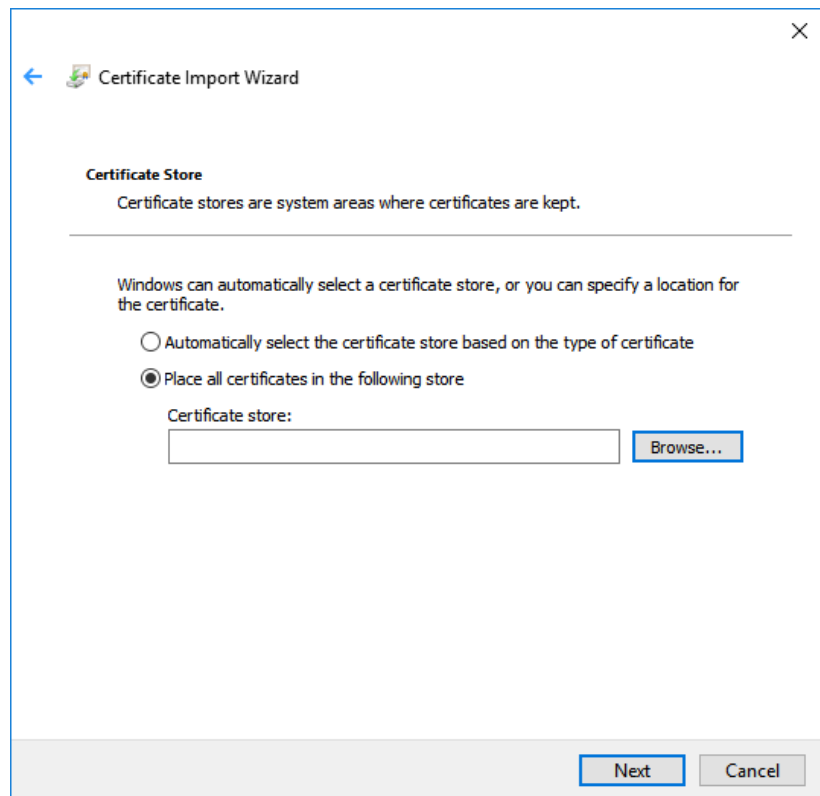 Certificate Import Wizard
Certificate Store
Certificate stores are system areas where certificates are kept.
Windows can automatically select a certificate store, or you can specify a location for
the certificate.
Automatically select the certificate store based on the type of certificate
Place all certificates in the following store
Certificate store:
Browse...
Next
Cancel